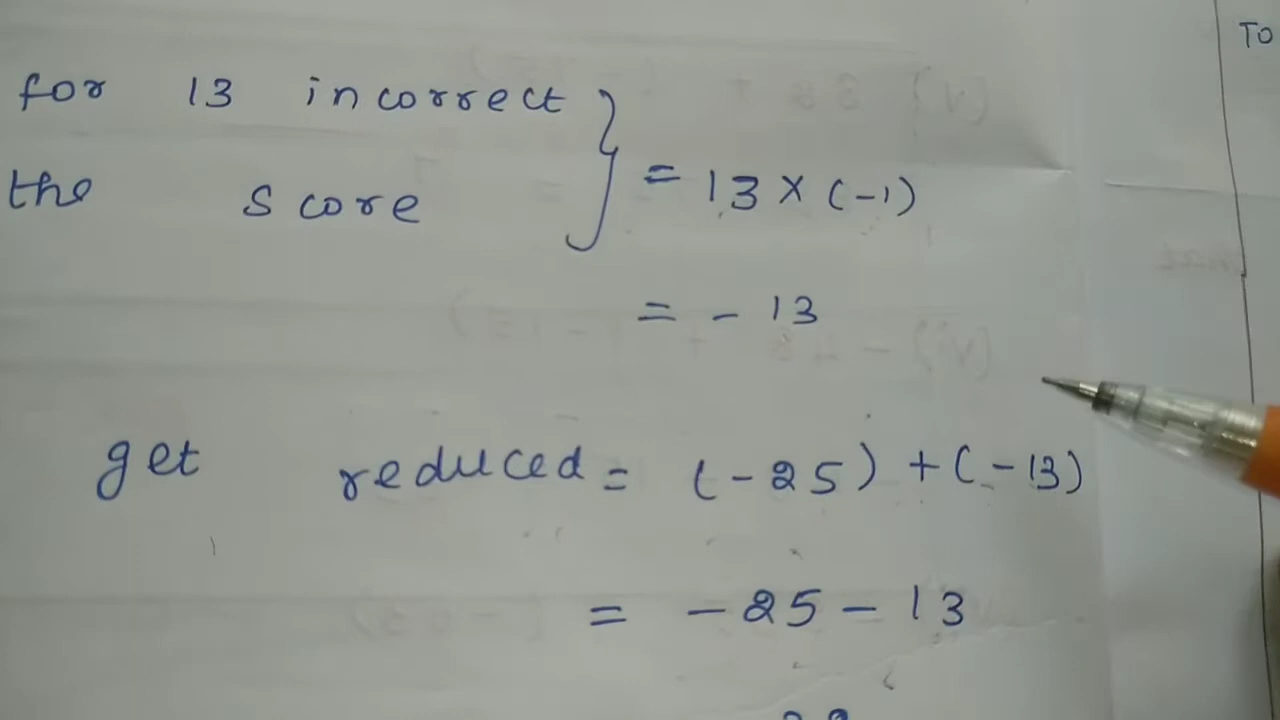 TO
for 13 incorrect
the score } = 13 × (-1)
= - 13
get reduced = (-25) + (-13)
= -25 - 13